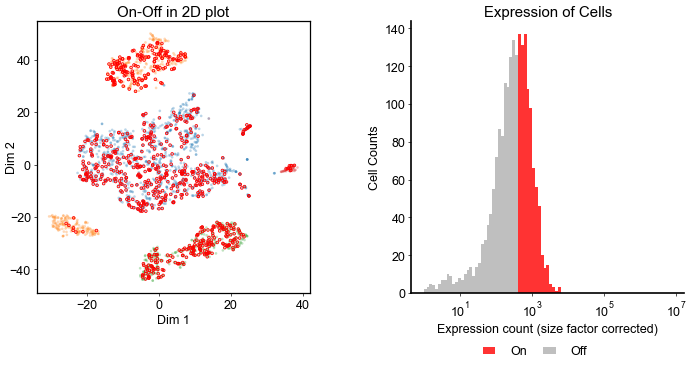 On-Off in 2D plot
Dim 2
40
20
0
−20
−40
−20
0
20
40
Dim 1
Expression of Cells
Cell Counts
140
120
100
80
60
40
20
0
10^1
10^3
10^5
10^7
Expression count (size factor corrected)
On
Off